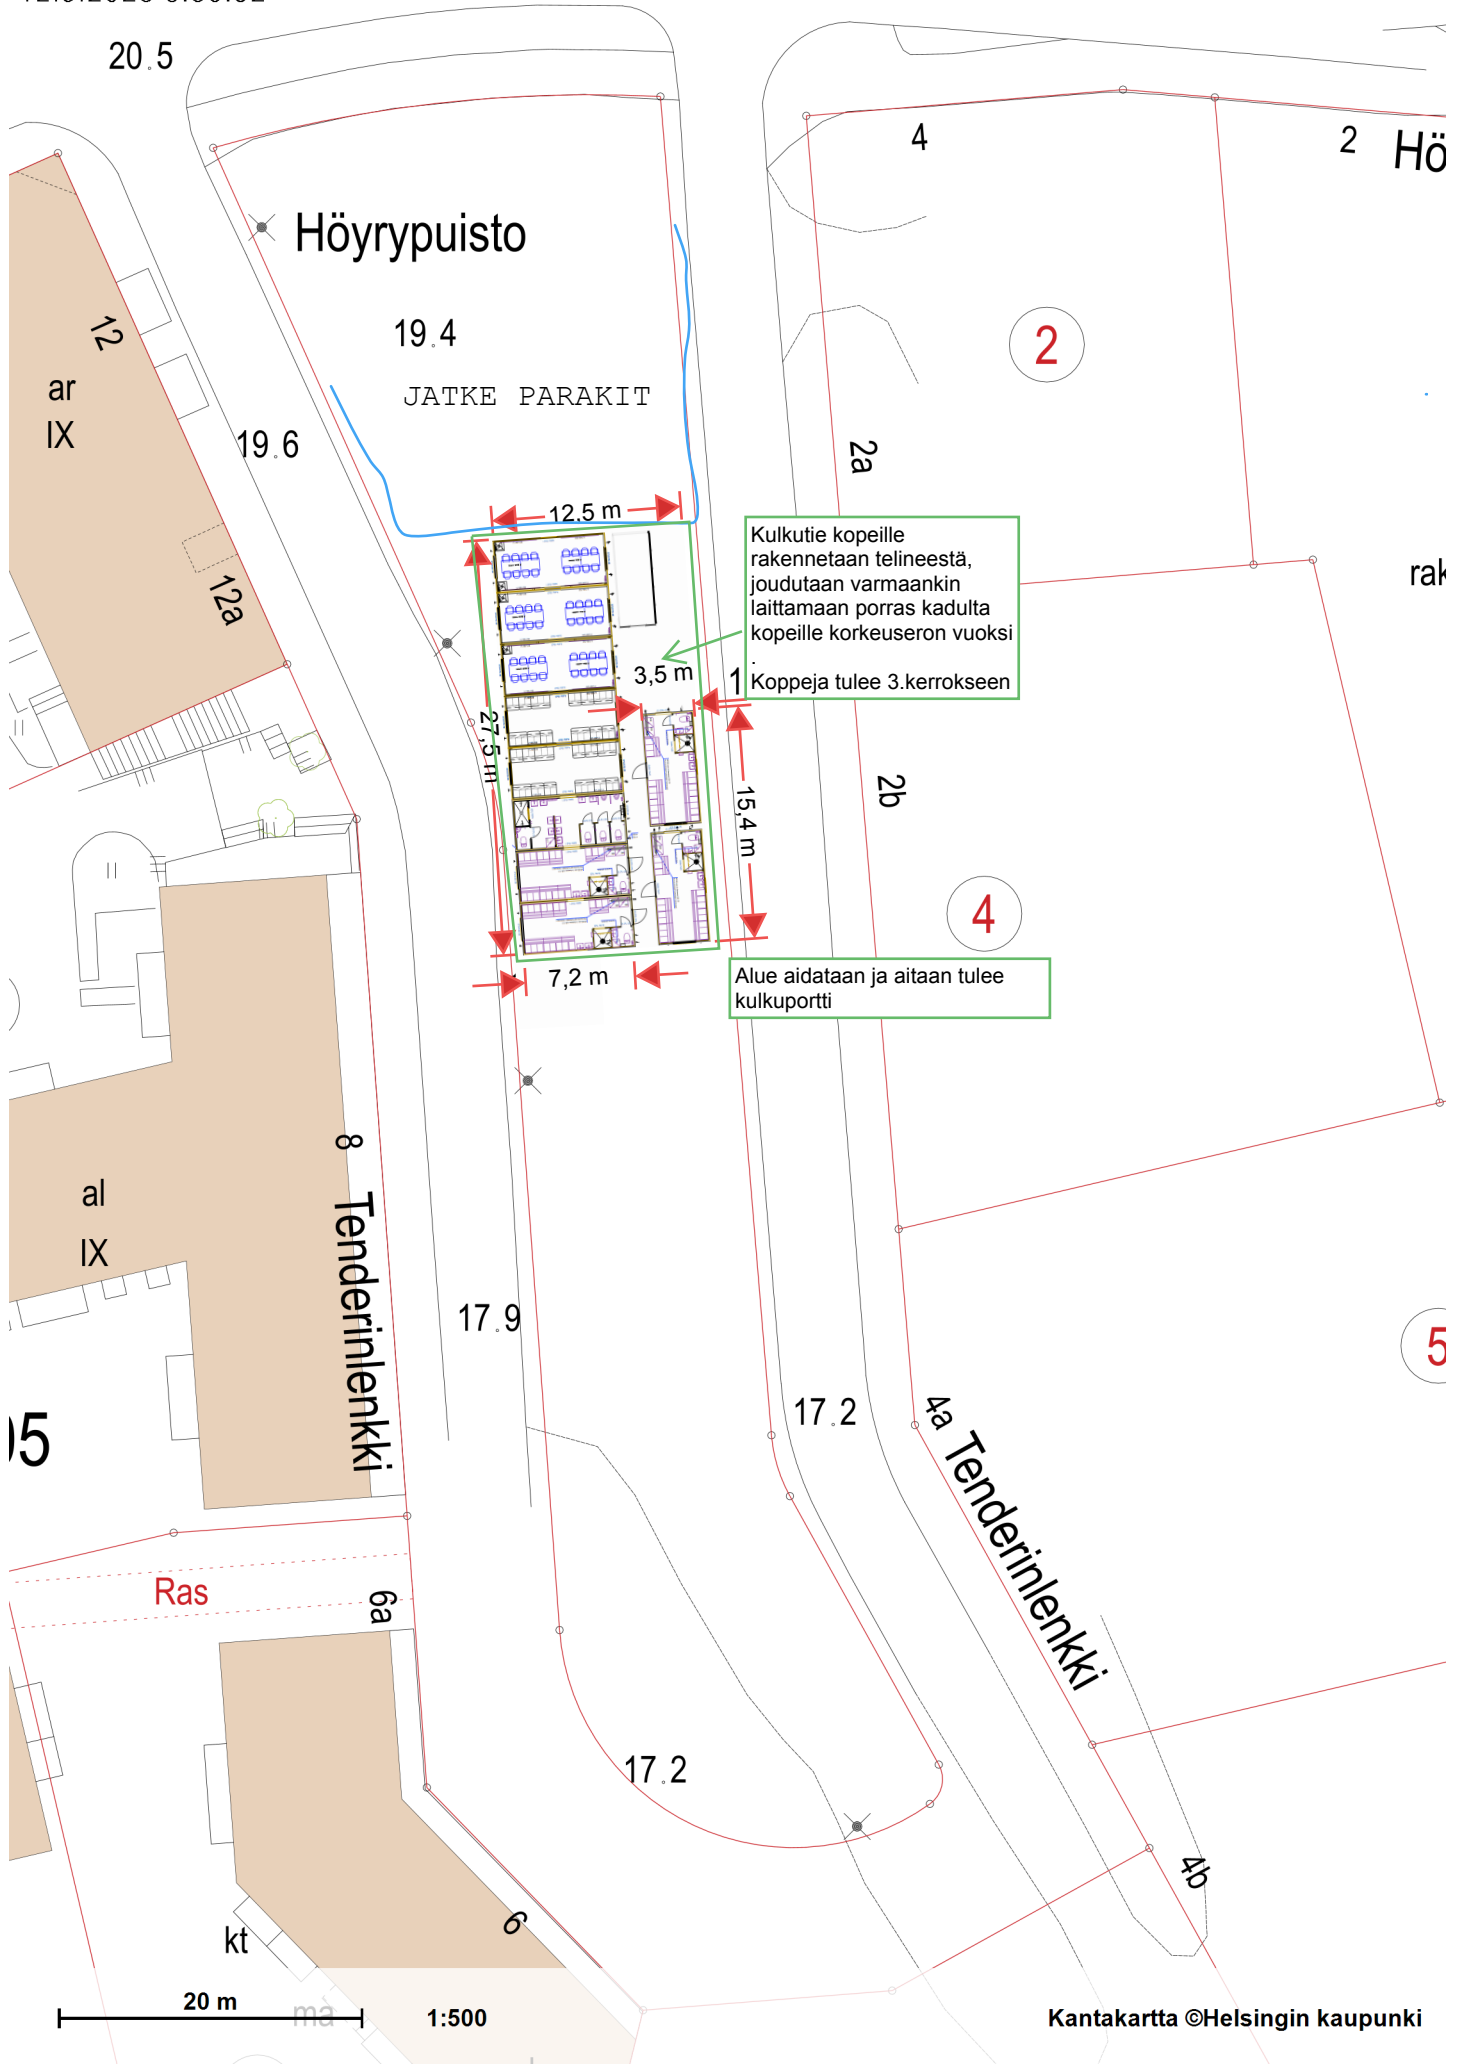 20.5
4
2
Hö
Höyrypuisto
12
19.4
2
ar
IX
JATKE PARAKIT
19.6
2a
12,5 m
Kulkutie kopeille
rakennetaan telineestä,
joudutaan varmaankin
laittamaan porras kadulta
kopeille korkeuseron vuoksi
.
Koppeja tulee 3.kerrokseen
rak
12a
3,5 m
1
27,5 m
15,4 m
2b
4
7,2 m
Alue aidataan ja aitaan tulee
kulkuportti
8
al
IX
Tenderinlenkki
17.9
5
17.2
4a
Tenderinlenkki
05
Ras
6a
17.2
4b
6
kt
20 m
ma
1:500
Kantakartta ©Helsingin kaupunki